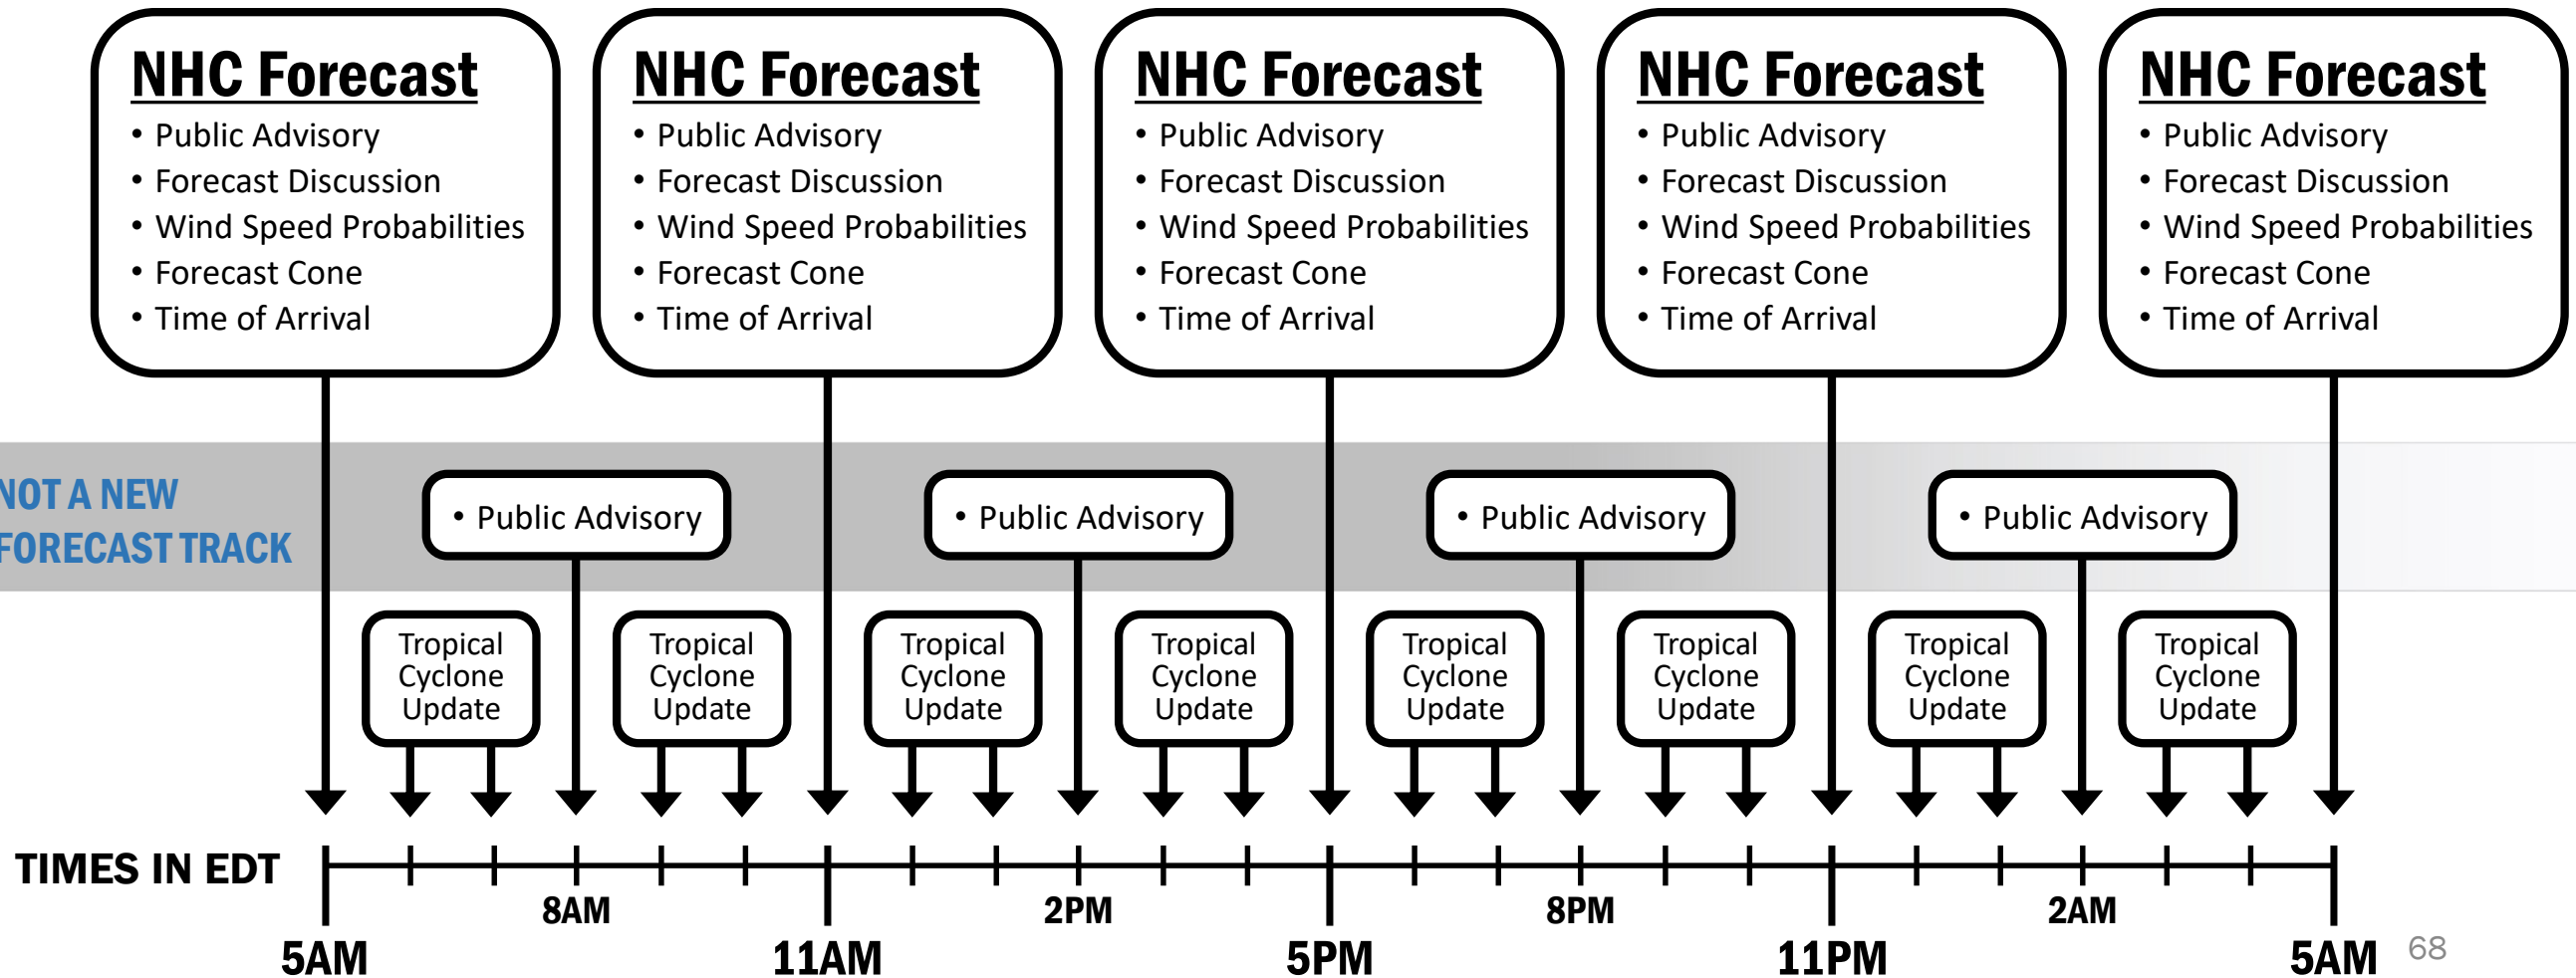 NHC Forecast
• Public Advisory
• Forecast Discussion
• Wind Speed Probabilities
• Forecast Cone
• Time of Arrival
NHC Forecast
• Public Advisory
• Forecast Discussion
• Wind Speed Probabilities
• Forecast Cone
• Time of Arrival
NHC Forecast
• Public Advisory
• Forecast Discussion
• Wind Speed Probabilities
• Forecast Cone
• Time of Arrival
NHC Forecast
• Public Advisory
• Forecast Discussion
• Wind Speed Probabilities
• Forecast Cone
• Time of Arrival
NHC Forecast
• Public Advisory
• Forecast Discussion
• Wind Speed Probabilities
• Forecast Cone
• Time of Arrival
NOT A NEW
FORECAST TRACK
• Public Advisory
• Public Advisory
• Public Advisory
• Public Advisory
Tropical
Cyclone
Update
Tropical
Cyclone
Update
Tropical
Cyclone
Update
Tropical
Cyclone
Update
Tropical
Cyclone
Update
Tropical
Cyclone
Update
Tropical
Cyclone
Update
Tropical
Cyclone
Update
TIMES IN EDT
8AM
2PM
8PM
2AM
5AM
11AM
5PM
11PM
5AM
68